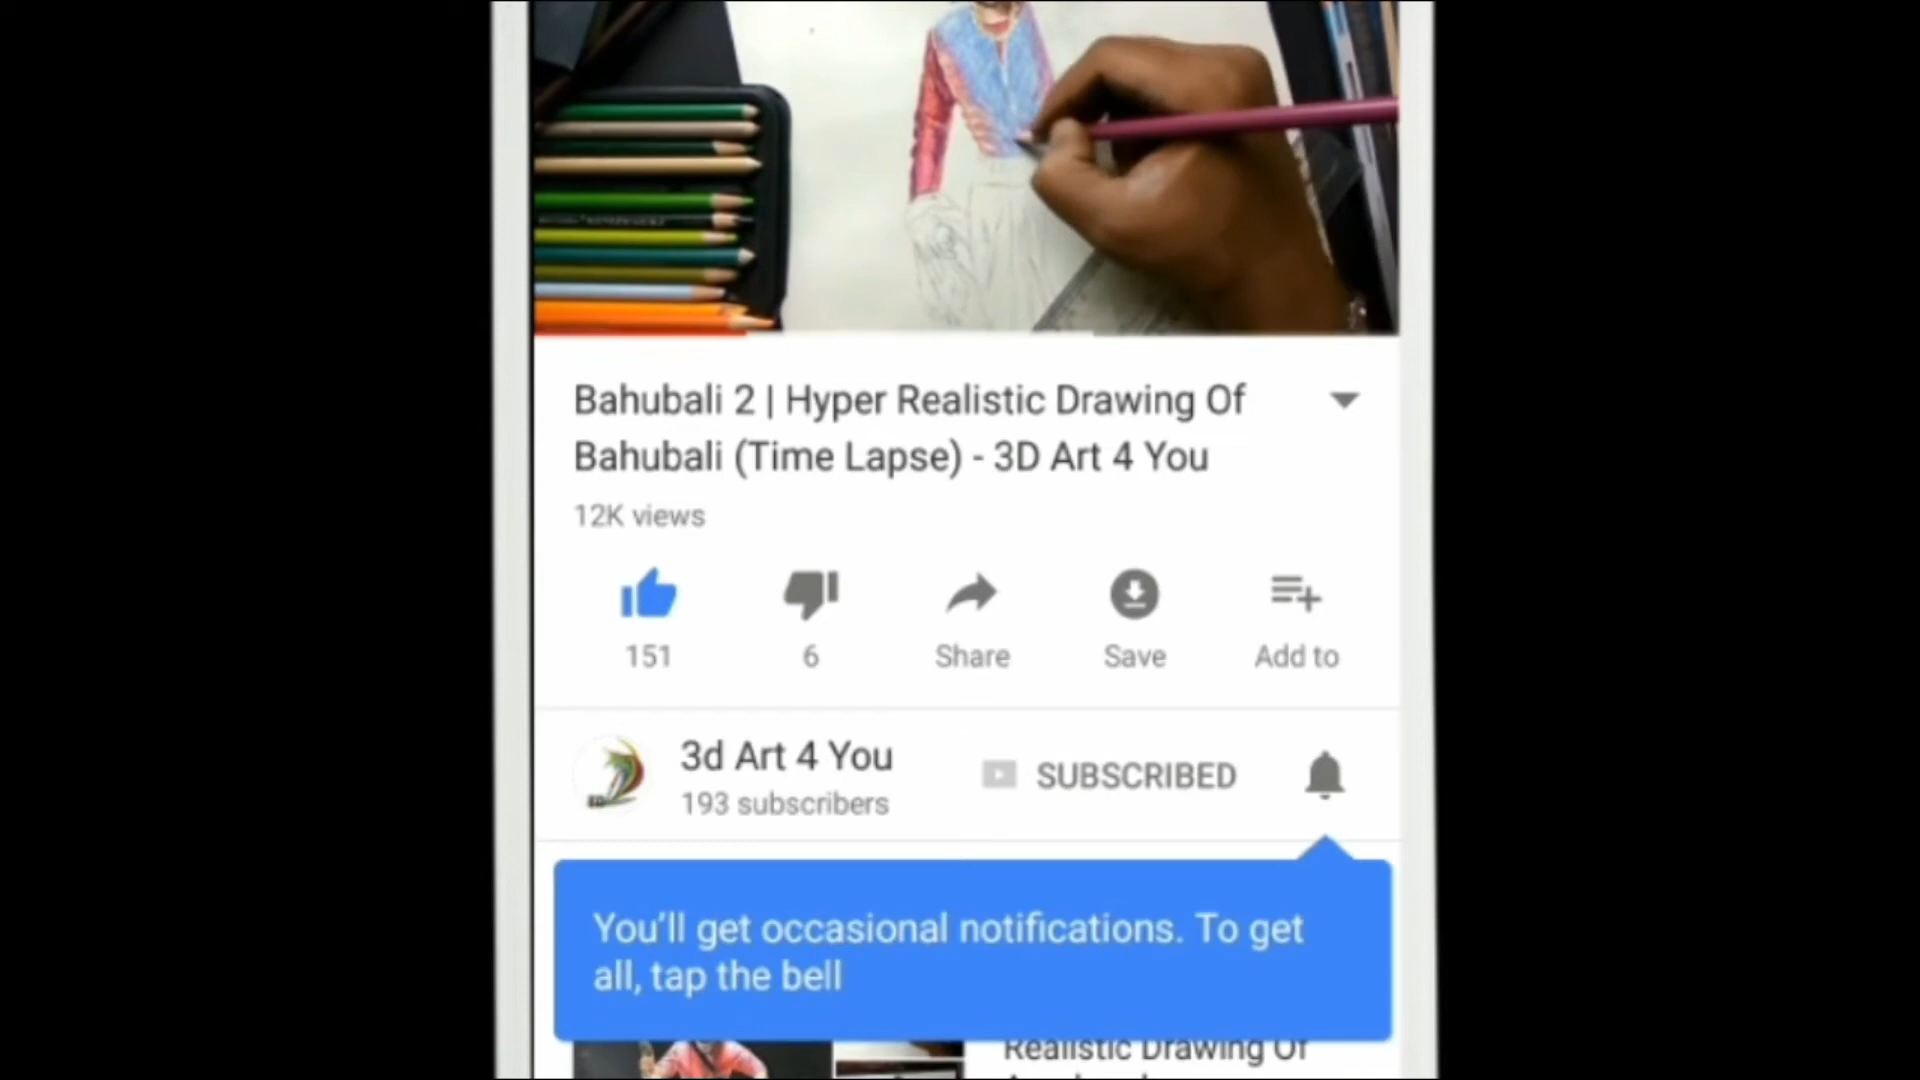 Bahubali 2 | Hyper Realistic Drawing Of
Bahubali (Time Lapse) - 3D Art 4 You
12K views
151
6
Share
Save
Add to
3d Art 4 You
193 subscribers
SUBSCRIBED
You’ll get occasional notifications. To get
all, tap the bell
Realistic Drawing Of